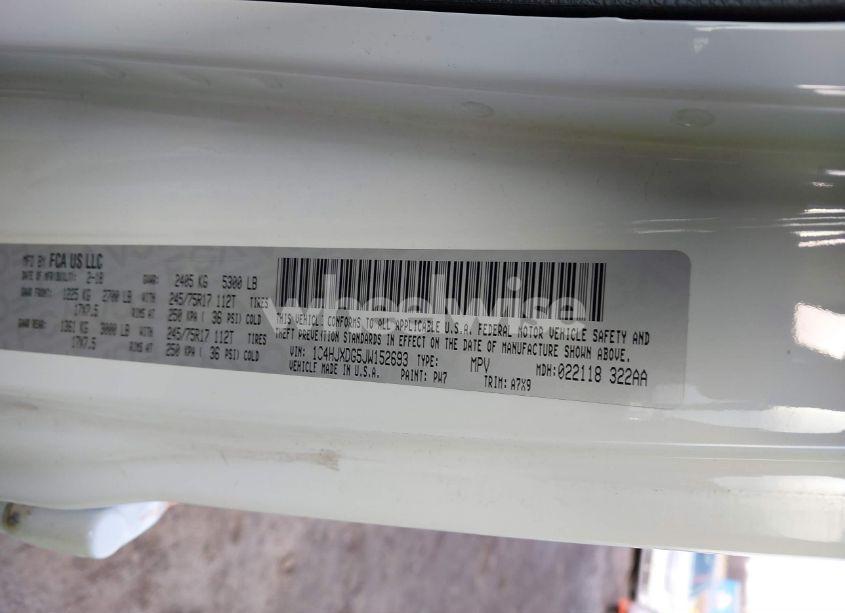 MFD BY FCA US LLC
DATE OF MFR: 2-18 GVWR: 2405 KG 5300 LB
GAWR FRONT: 1225 KG 2700 LB WITH 245/75R17 112T TIRES
17X7.5 RIMS AT 250 KPA ( 36 PSI) COLD
GAWR REAR: 1361 KG 3000 LB WITH 245/75R17 112T TIRES
17X7.5 RIMS AT 250 KPA ( 36 PSI) COLD
THIS VEHICLE CONFORMS TO ALL APPLICABLE U.S.A. FEDERAL MOTOR VEHICLE SAFETY AND
THEFT PREVENTION STANDARDS IN EFFECT ON THE DATE OF MANUFACTURE SHOWN ABOVE.
VIN: 1C4HJXDG5JW152693 TYPE: MPV MDH:022118 322AA
VEHICLE MADE IN U.S.A. PAINT: PW7 TRIM: A7X9
wheelwise